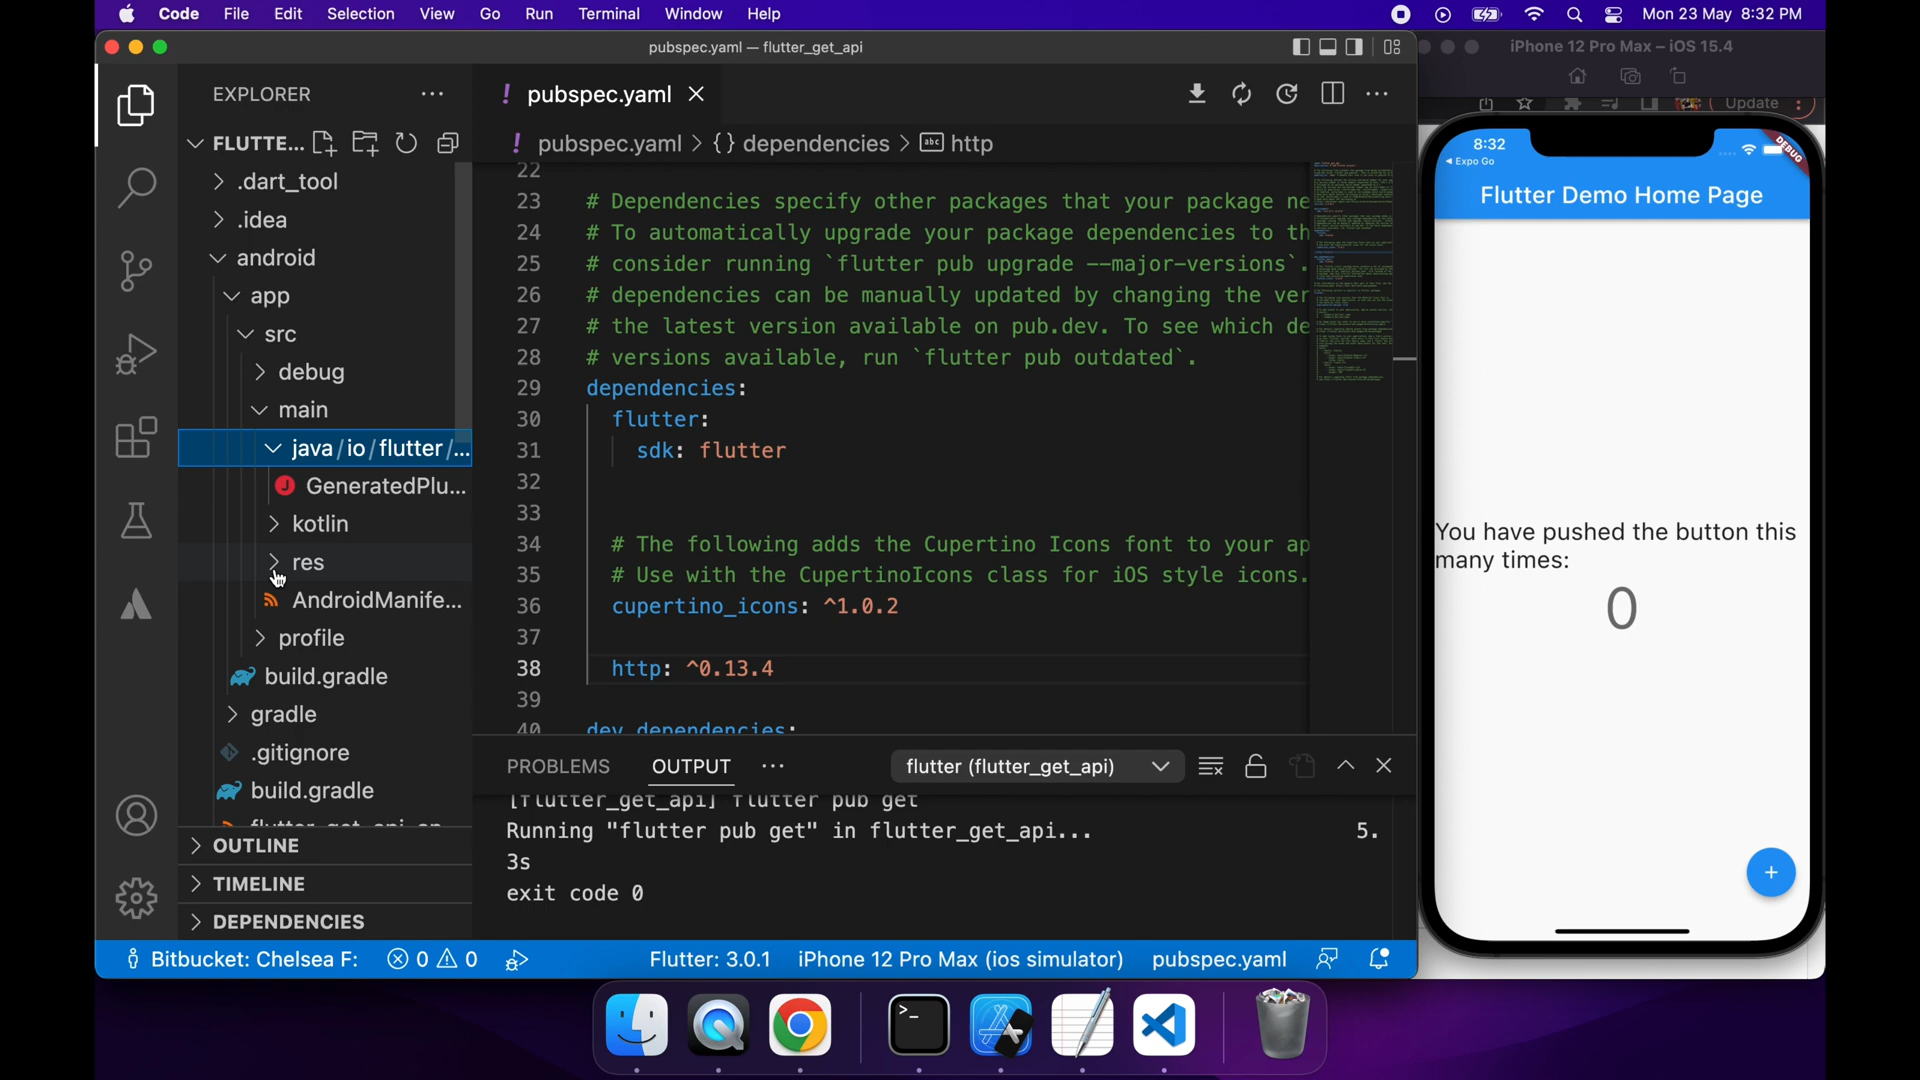 Code File Edit Selection View Go Run Terminal Window Help Mon 23 May 8:32 PM
pubspec.yaml — flutter_get_api
iPhone 12 Pro Max – iOS 15.4
Update
EXPLORER
FLUTTE...
.dart_tool
.idea
android
app
src
debug
main
java/io/flutter/...
GeneratedPlu...
kotlin
res
AndroidManife...
profile
build.gradle
gradle
.gitignore
build.gradle
OUTLINE
TIMELINE
DEPENDENCIES
! pubspec.yaml
! pubspec.yaml > {} dependencies > abc http
22
23 # Dependencies specify other packages that your package ne
24 # To automatically upgrade your package dependencies to th
25 # consider running `flutter pub upgrade --major-versions`.
26 # dependencies can be manually updated by changing the ver
27 # the latest version available on pub.dev. To see which de
28 # versions available, run `flutter pub outdated`.
29 dependencies:
30 flutter:
31 sdk: flutter
32
33
34 # The following adds the Cupertino Icons font to your ap
35 # Use with the CupertinoIcons class for iOS style icons.
36 cupertino_icons: ^1.0.2
37
38 http: ^0.13.4
39
40 dev_dependencies:
PROBLEMS OUTPUT flutter (flutter_get_api)
[flutter_get_api] flutter pub get
Running "flutter pub get" in flutter_get_api... 5.
3s
exit code 0
Bitbucket: Chelsea F: 0 0 Flutter: 3.0.1 iPhone 12 Pro Max (ios simulator) pubspec.yaml
8:32
Expo Go
DEBUG
Flutter Demo Home Page
You have pushed the button this
many times:
0
+